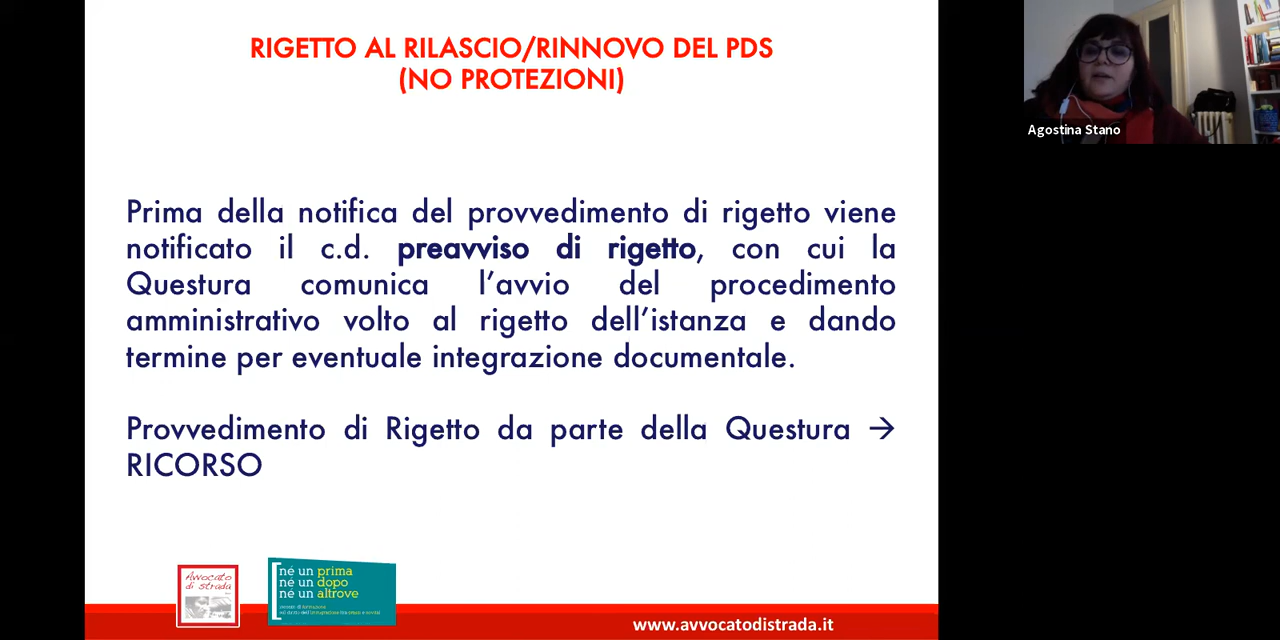 RIGETTO AL RILASCIO/RINNOVO DEL PDS
(NO PROTEZIONI)
Agostina Stano
Prima della notifica del provvedimento di rigetto viene
notificato il c.d. preavviso di rigetto, con cui la
Questura comunica l’avvio del procedimento
amministrativo volto al rigetto dell’istanza e dando
termine per eventuale integrazione documentale.
Provvedimento di Rigetto da parte della Questura →
RICORSO
Avvocato
di strada
[né un prima
né un dopo
né un altrove
www.avvocatodistrada.it